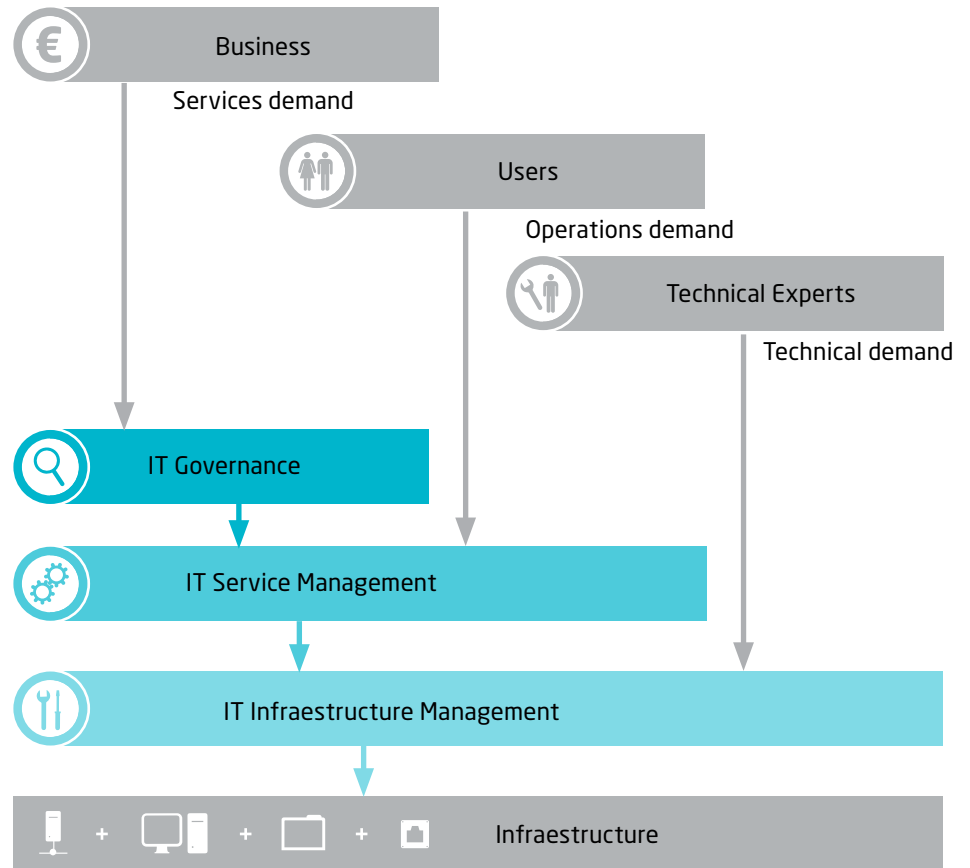 €
Business
Services demand
Users
Operations demand
Technical Experts
Technical demand
IT Governance
IT Service Management
IT Infraestructure Management
+ + + Infraestructure